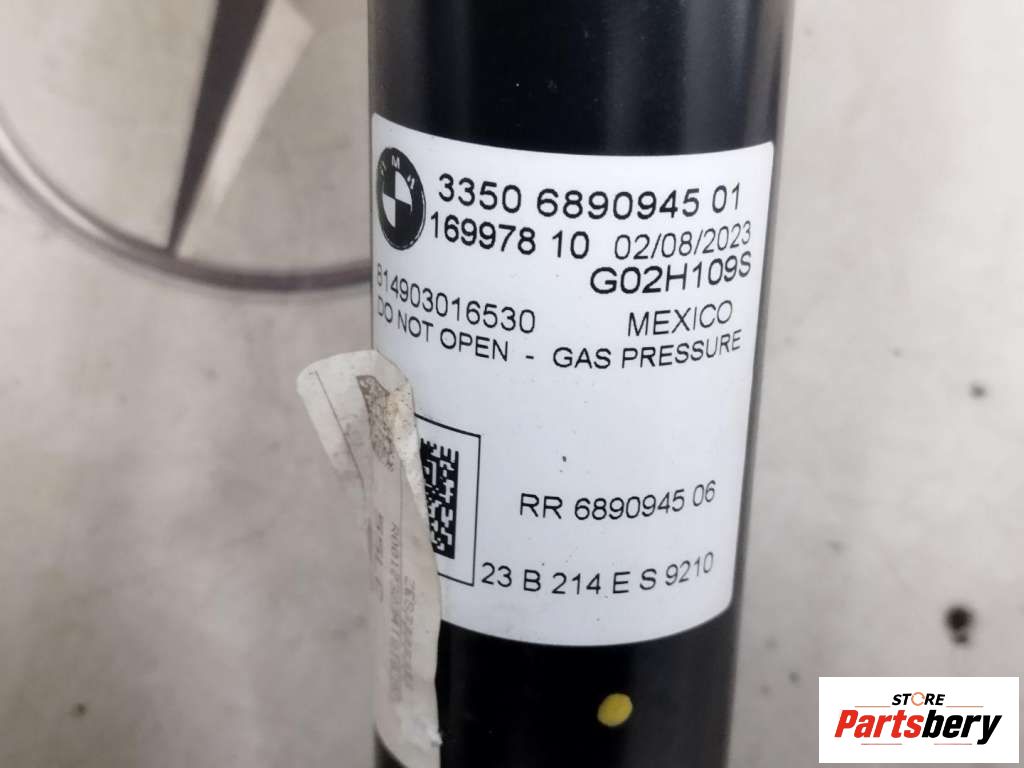 BMW
3350 6890945 01
169978 10 02/08/2023
G02H109S
814903016530 MEXICO
DO NOT OPEN - GAS PRESSURE
RR 6890945 06
23 B 214 E S 9210
STORE
Partsbery